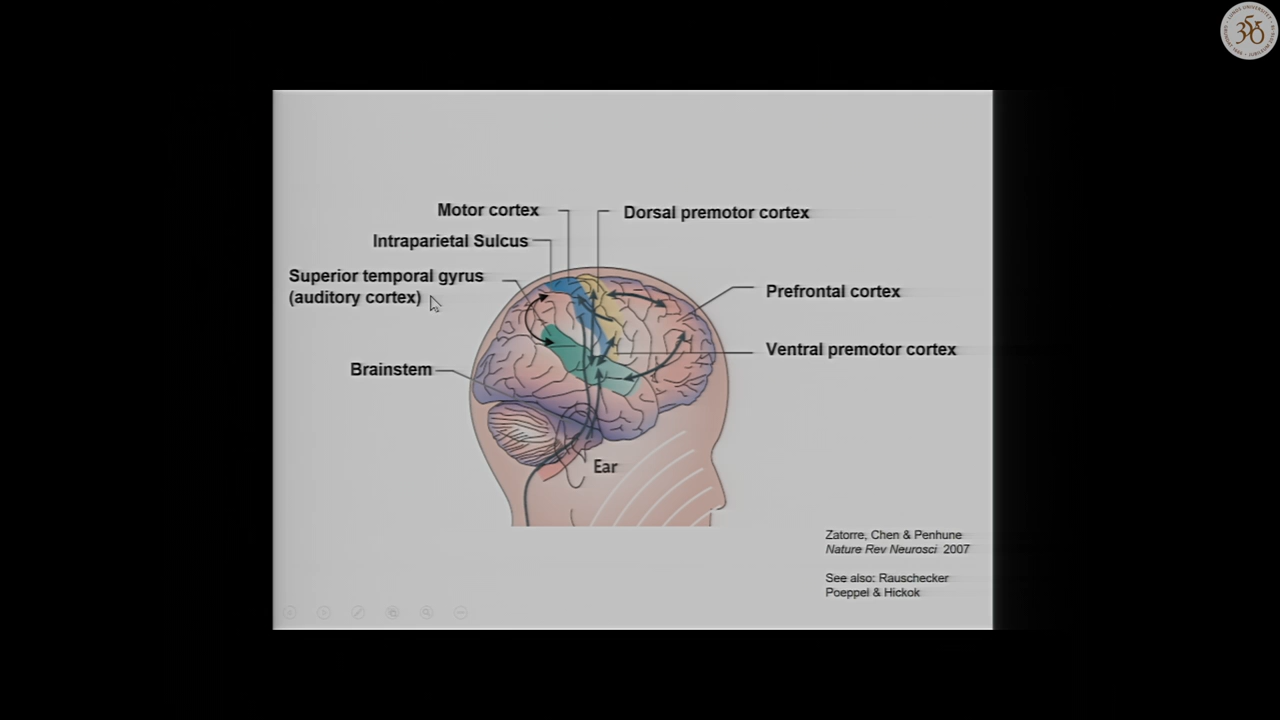 Motor cortex
Dorsal premotor cortex
Intraparietal Sulcus
Superior temporal gyrus
(auditory cortex)
Prefrontal cortex
Ventral premotor cortex
Brainstem
Ear
Zatorre, Chen & Penhune
Nature Rev Neurosci 2007
See also: Rauschecker
Poeppel & Hickok